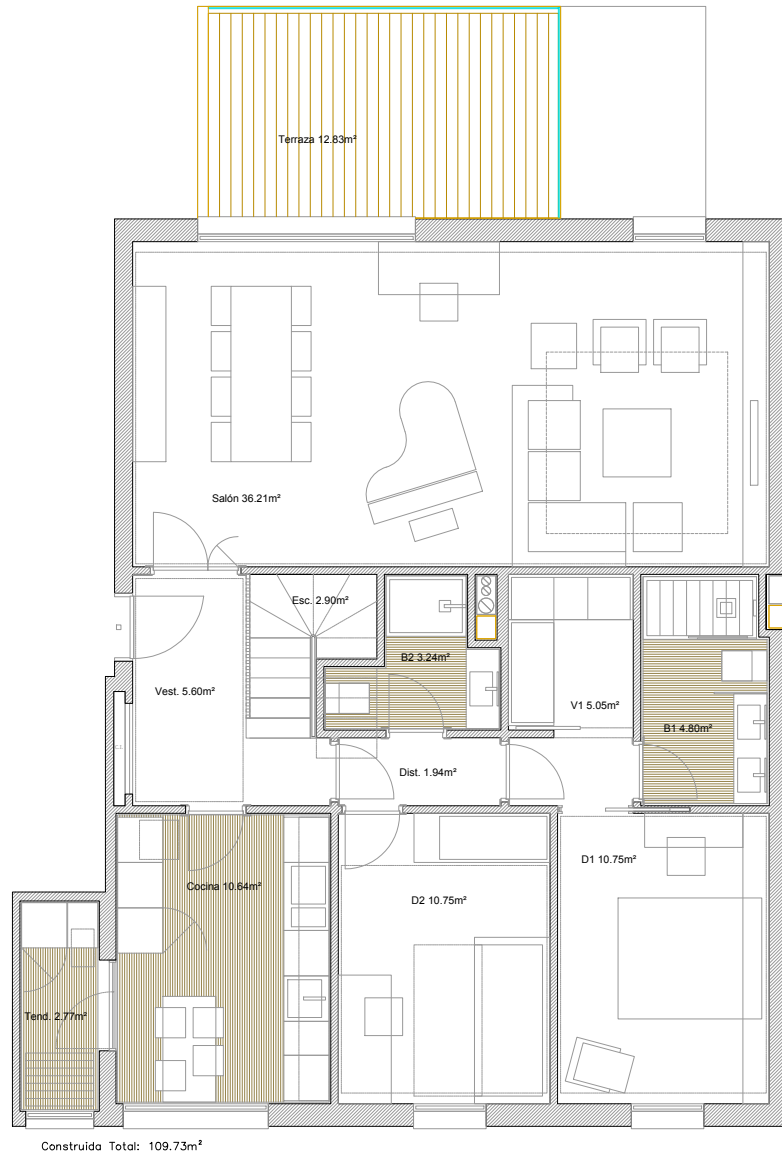 Terraza 12.83m²
Salón 36.21m²
Esc. 2.90m²
B2 3.24m²
Vest. 5.60m²
V1 5.05m²
B1 4.80m²
Dist. 1.94m²
D1 10.75m²
Cocina 10.64m²
D2 10.75m²
Tend. 2.77m²
Construida Total: 109.73m²